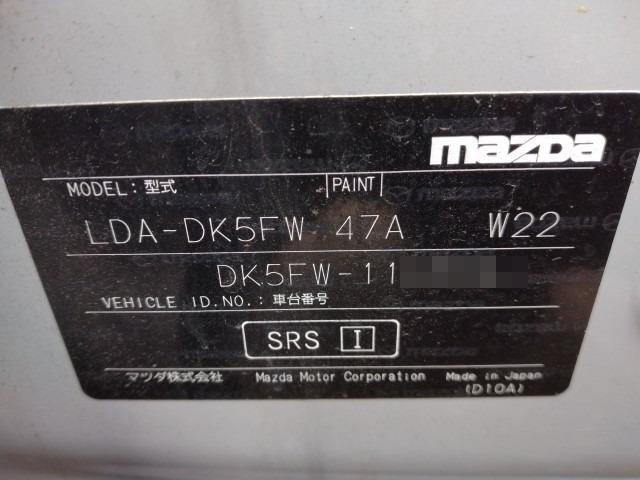 mazda
MODEL: 型式 PAINT
LDA-DK5FW 47A W22
DK5FW-11
VEHICLE ID.NO.: 車台番号
SRS I
マツダ株式会社 Mazda Motor Corporation Made in Japan
(D10A)